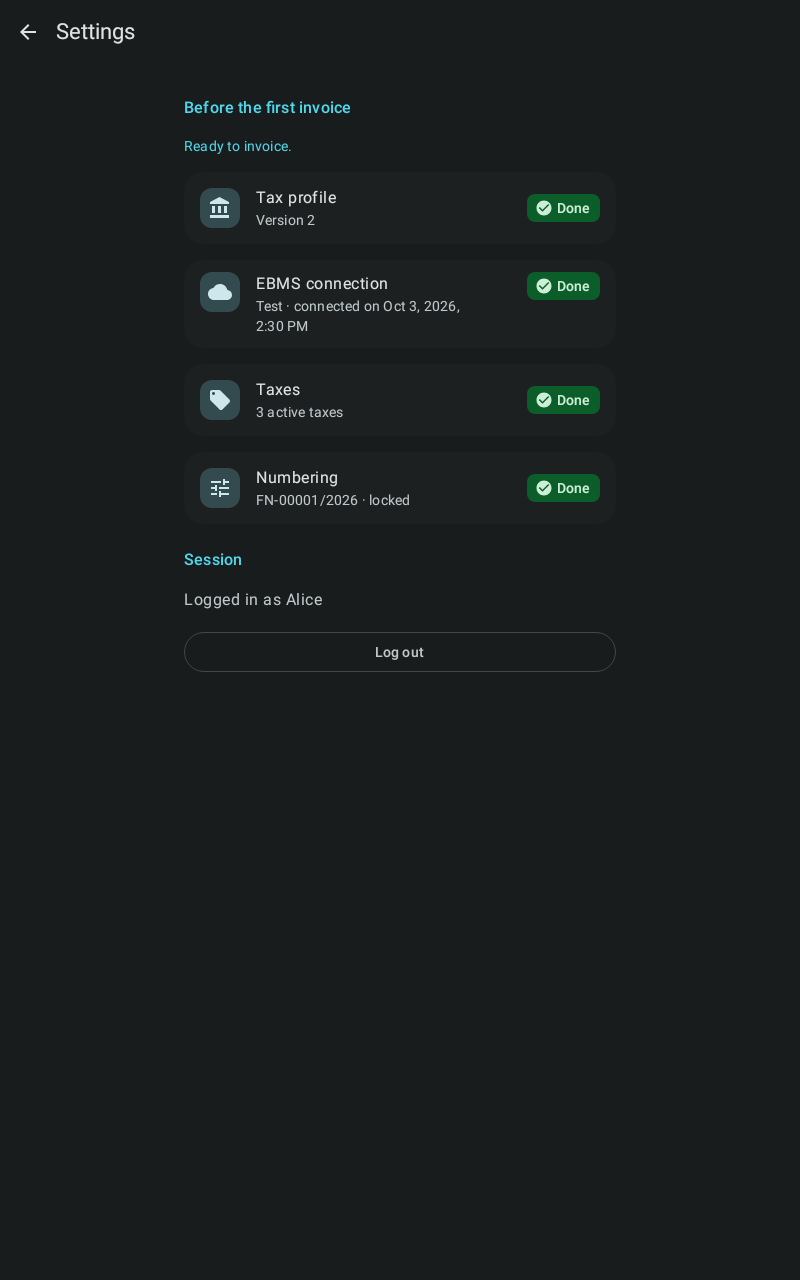 Settings
Before the first invoice
Ready to invoice.
Tax profile
Version 2
Done
EBMS connection
Test · connected on Oct 3, 2026,
2:30 PM
Done
Taxes
3 active taxes
Done
Numbering
FN-00001/2026 · locked
Done
Session
Logged in as Alice
Log out